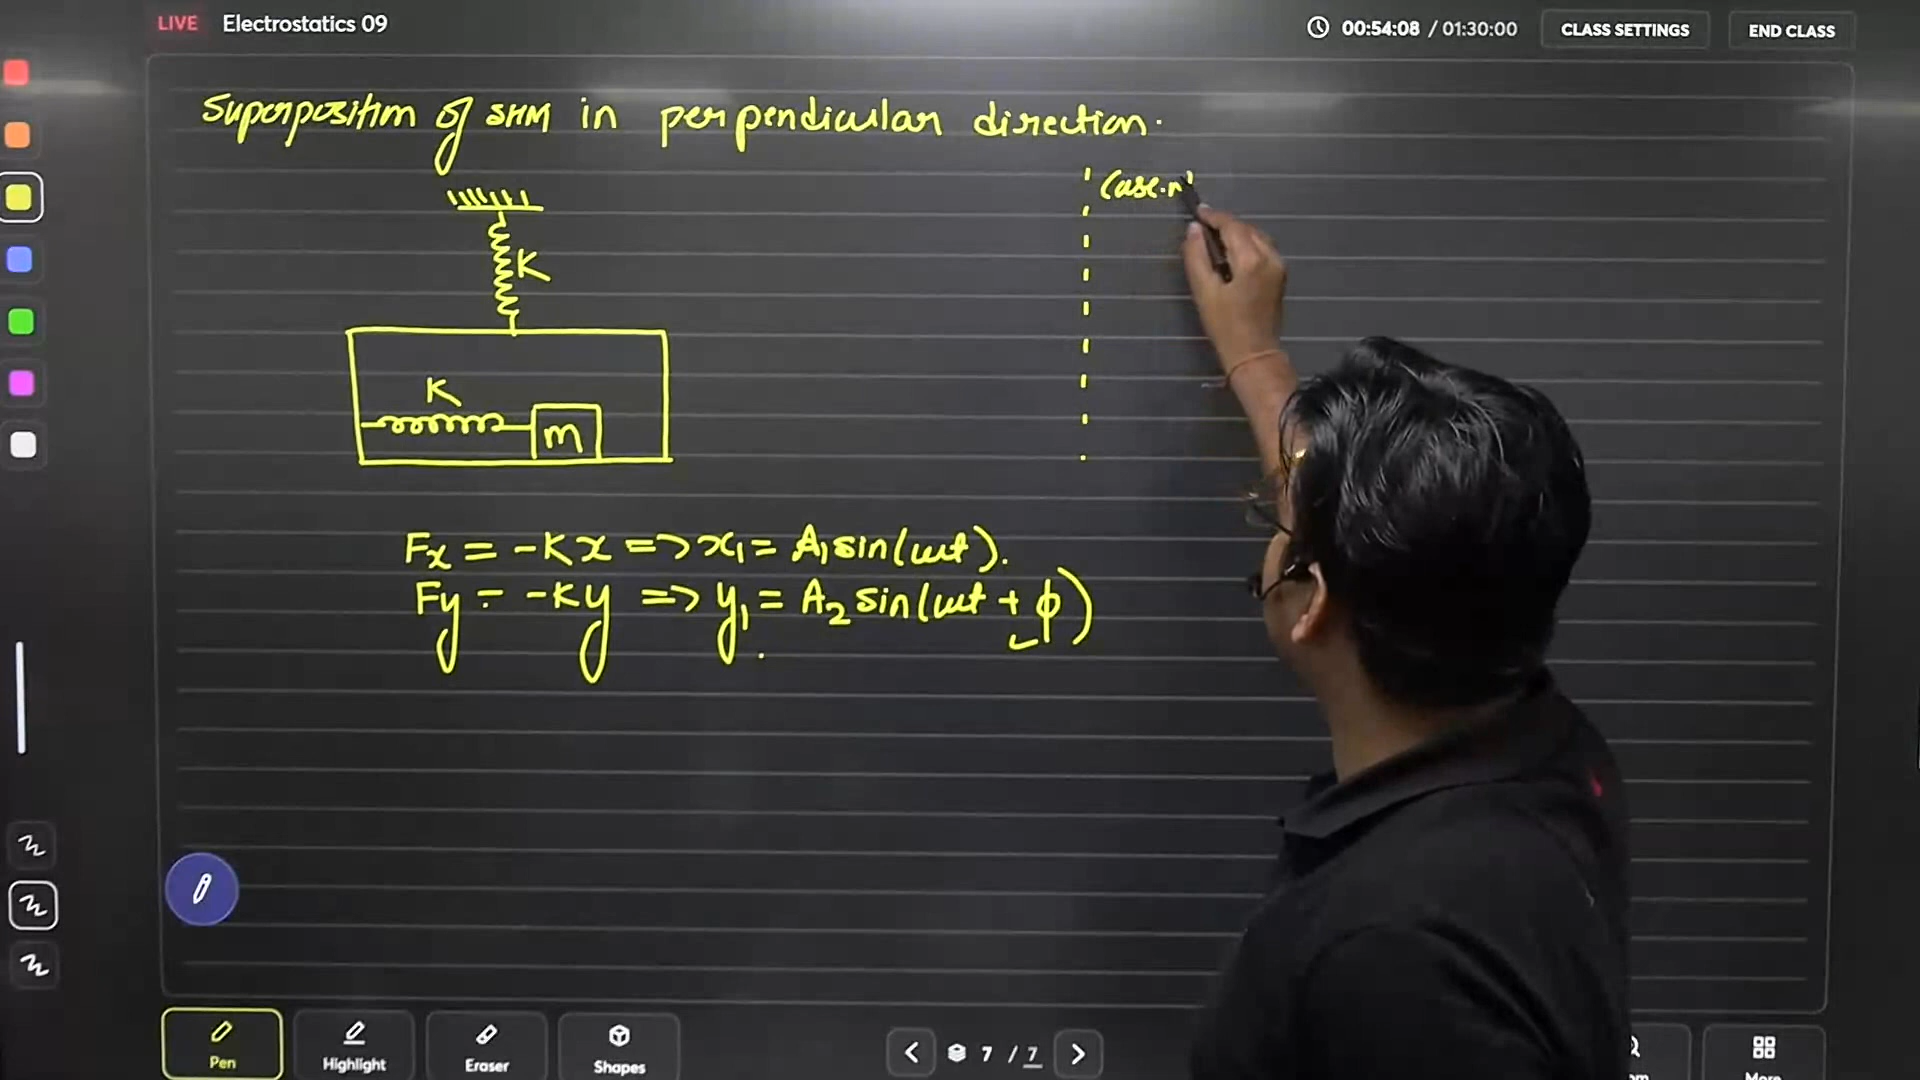 LIVE Electrostatics 09
00:54:08 / 01:30:00 CLASS SETTINGS END CLASS
Superposition of SHM in perpendicular direction.
K
K
m
Fx = -Kx => x₁ = A₁ sin(ωt).
Fy = -Ky => y₁ = A₂ sin(ωt + ϕ)
Pen Highlight Eraser Shapes
7 / 7